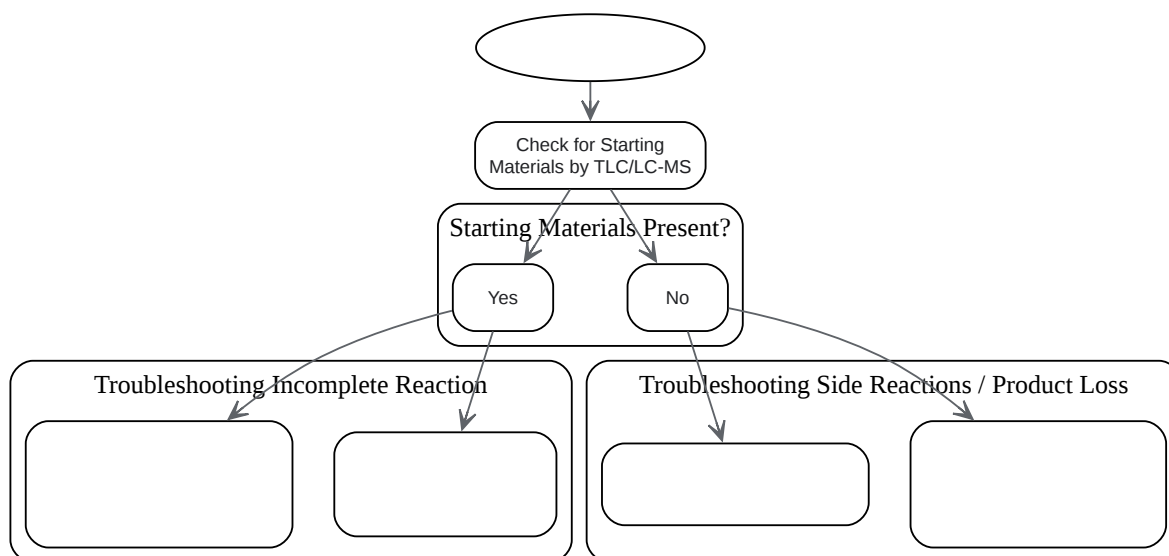 Check for Starting
Materials by TLC/LC-MS
Starting Materials Present?
Yes
No
Troubleshooting Incomplete Reaction
Troubleshooting Side Reactions / Product Loss